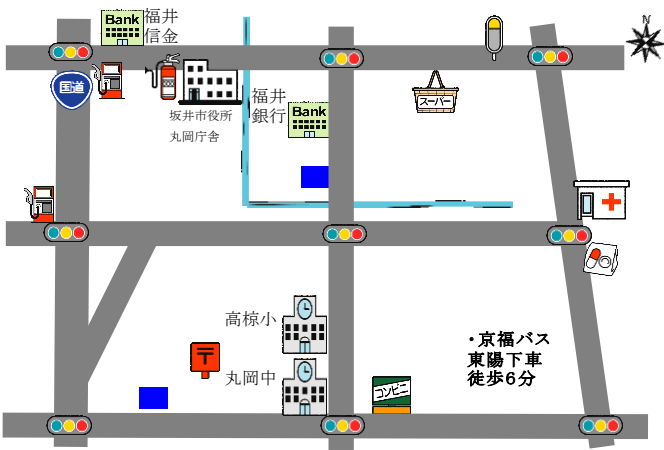 Bank
福井
信金
N
国道
坂井市役所
丸岡庁舎
福井
銀行
Bank
スーパー
高椋小
丸岡中
〒
コンビニ
・京福バス
東陽下車
徒歩6分